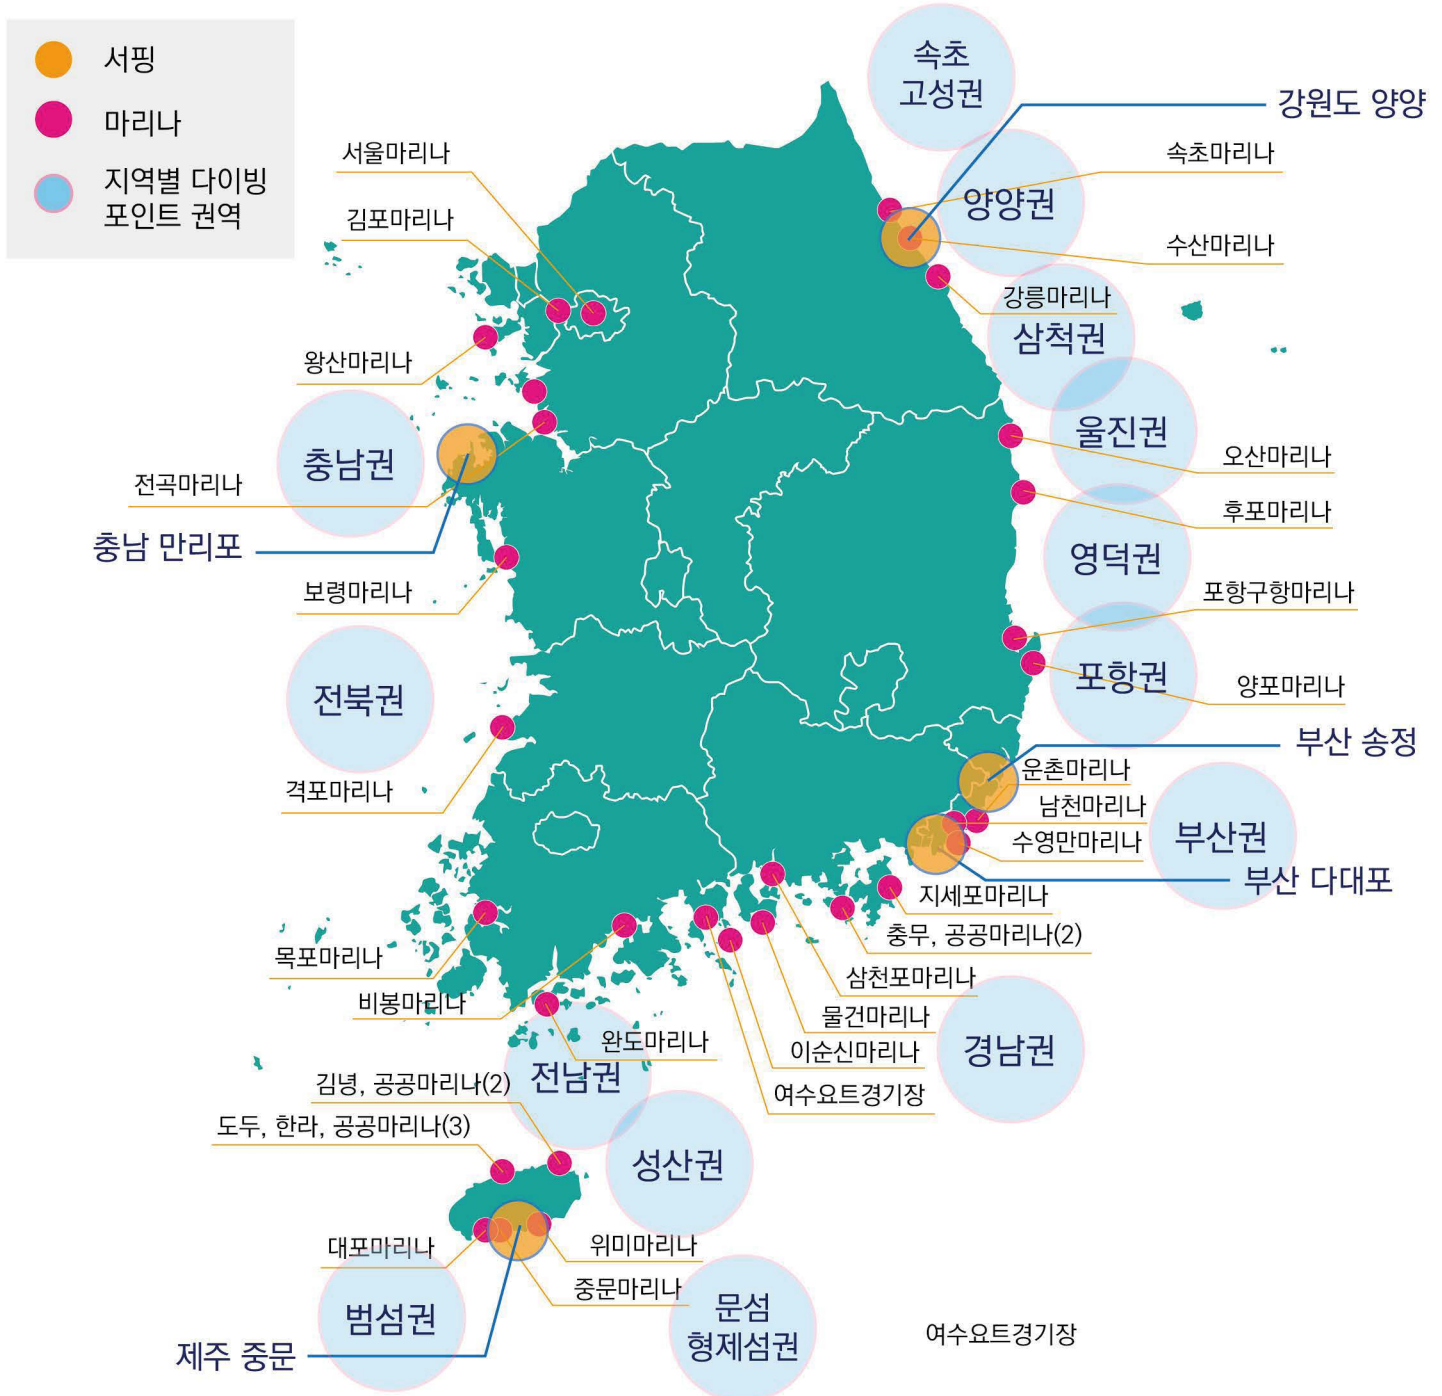 서핑
마리나
지역별 다이빙
포인트 권역
속초
고성권
강원도 양양
서울마리나
속초마리나
양양권
김포마리나
수산마리나
강릉마리나
삼척권
왕산마리나
울진권
충남권
오산마리나
전곡마리나
후포마리나
충남 만리포
영덕권
보령마리나
포항구항마리나
포항권
양포마리나
전북권
부산 송정
운촌마리나
격포마리나
남천마리나
수영만마리나
부산권
부산 다대포
지세포마리나
충무, 공공마리나(2)
목포마리나
삼천포마리나
비봉마리나
물건마리나
완도마리나
이순신마리나
경남권
전남권
김녕, 공공마리나(2)
여수요트경기장
도두, 한라, 공공마리나(3)
성산권
대포마리나
위미마리나
중문마리나
범섬권
문섬
형제섬권
여수요트경기장
제주 중문